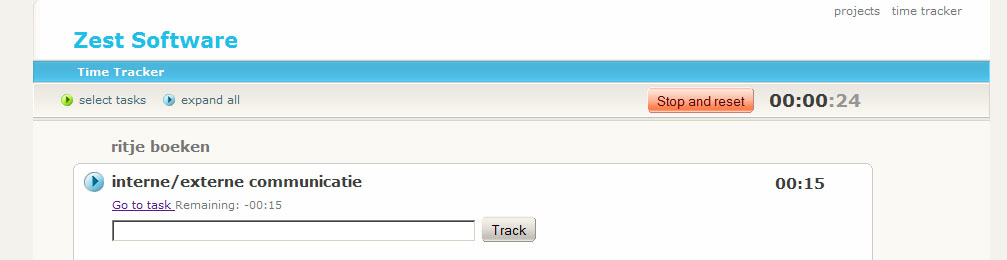 projects time tracker
Zest Software
Time Tracker
select tasks expand all Stop and reset 00:00:24
ritje boeken
interne/externe communicatie 00:15
Go to task Remaining: -00:15
Track